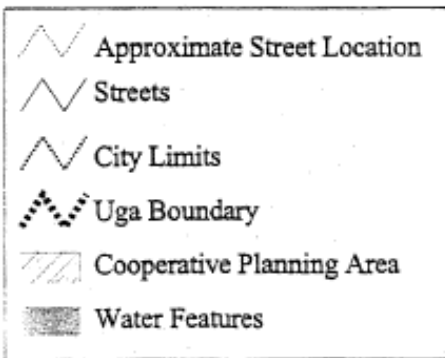 Approximate Street Location
Streets
City Limits
Uga Boundary
Cooperative Planning Area
Water Features